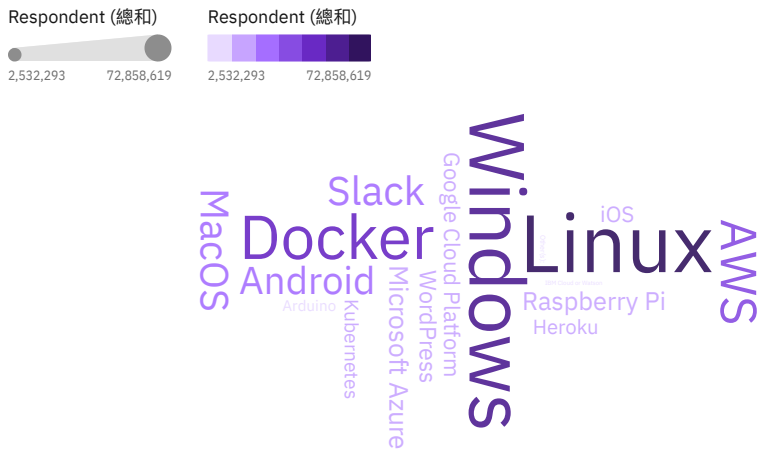 Respondent (總和)
2,532,293
72,858,619
Respondent (總和)
2,532,293
72,858,619
Windows
Google Cloud Platform
Slack
MacOS
iOS
Docker
Linux
AWS
Android
Microsoft Azure
WordPress
Raspberry Pi
Arduino
Kubernetes
Heroku